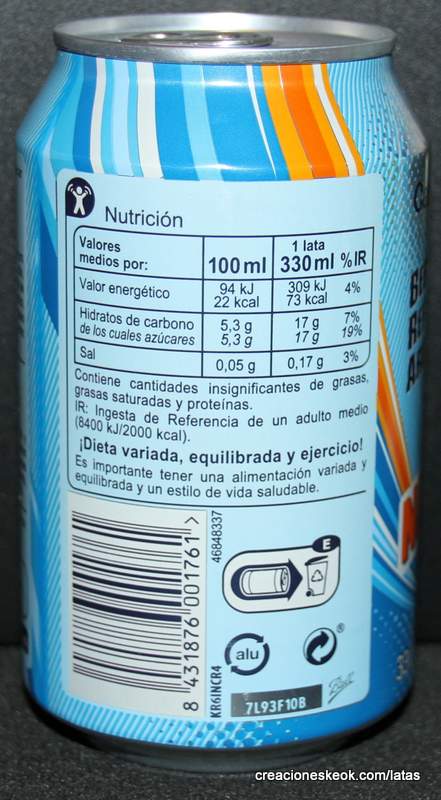 Nutrición
Valores medios por: 100 ml 1 lata 330 ml % IR
Valor energético 94 kJ 22 kcal 309 kJ 73 kcal 4%
Hidratos de carbono 5,3 g 17 g 7%
de los cuales azúcares 5,3 g 17 g 19%
Sal 0,05 g 0,17 g 3%
Contiene cantidades insignificantes de grasas,
grasas saturadas y proteínas.
IR: Ingesta de Referencia de un adulto medio
(8400 kJ/2000 kcal).
¡Dieta variada, equilibrada y ejercicio!
Es importante tener una alimentación variada y
equilibrada y un estilo de vida saludable.
8 431876 001761 >
46848337
KR6INCR4
E
alu
®
7L93F10B
Ball
creacioneskeok.com/latas